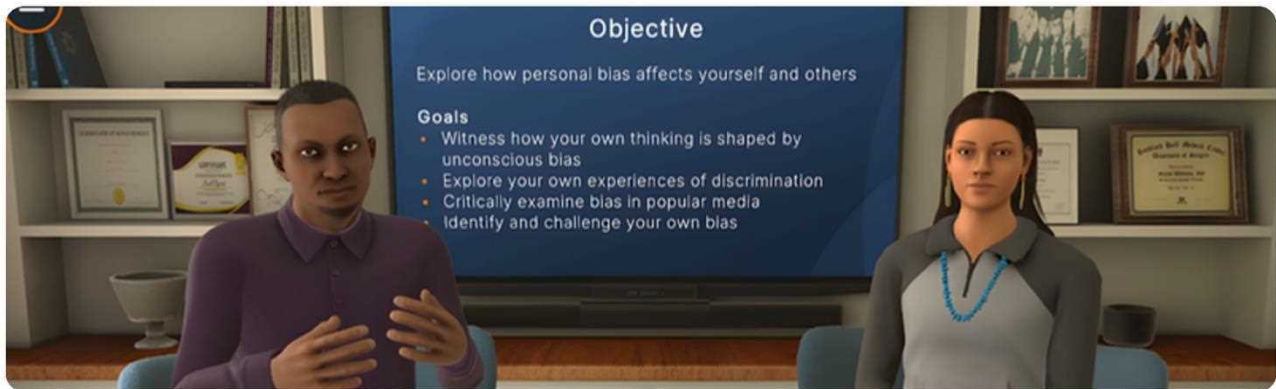 Objective
Explore how personal bias affects yourself and others
Goals
• Witness how your own thinking is shaped by
unconscious bias
• Explore your own experiences of discrimination
• Critically examine bias in popular media
• Identify and challenge your own bias